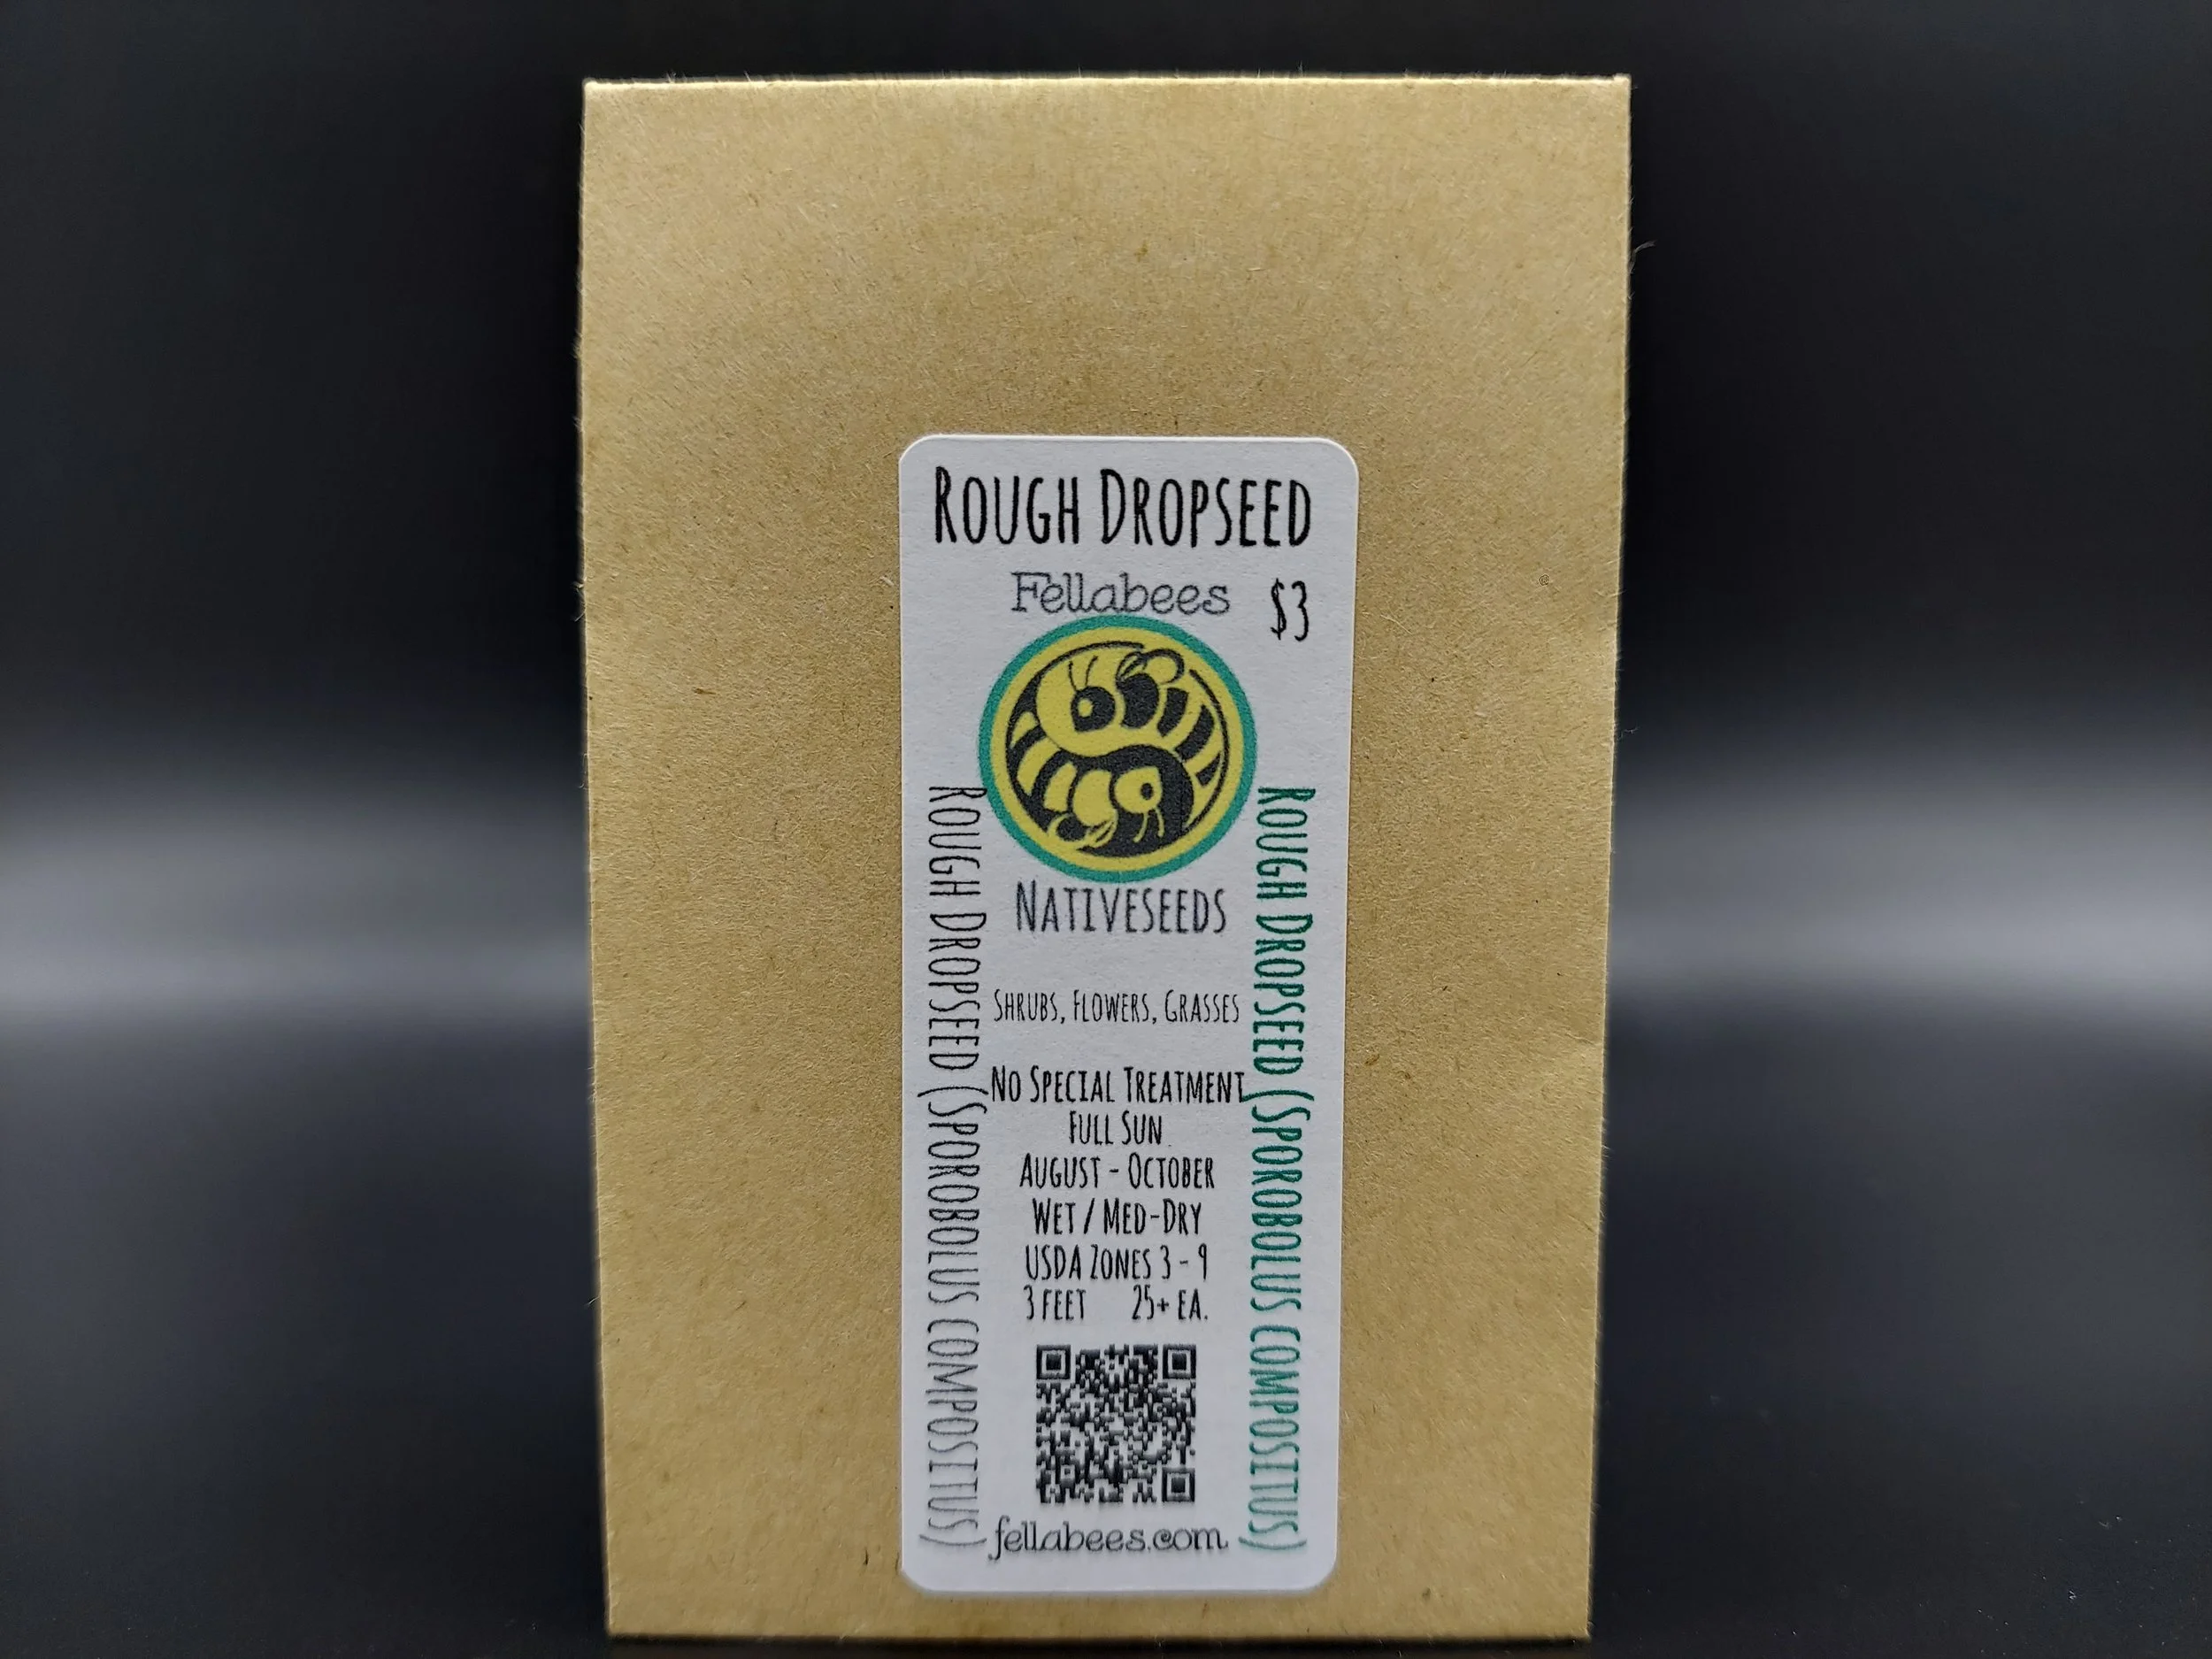 Rough Dropseed
Fellabees
$3
Nativeseeds
Rough Dropseed (Sporobolus compositus)
Rough Dropseed (Sporobolus compositus)
Shrubs, Flowers, Grasses
No Special Treatment
Full Sun
August - October
Wet / Med-Dry
USDA Zones 3 - 9
3 feet 25+ ea.
fellabees.com